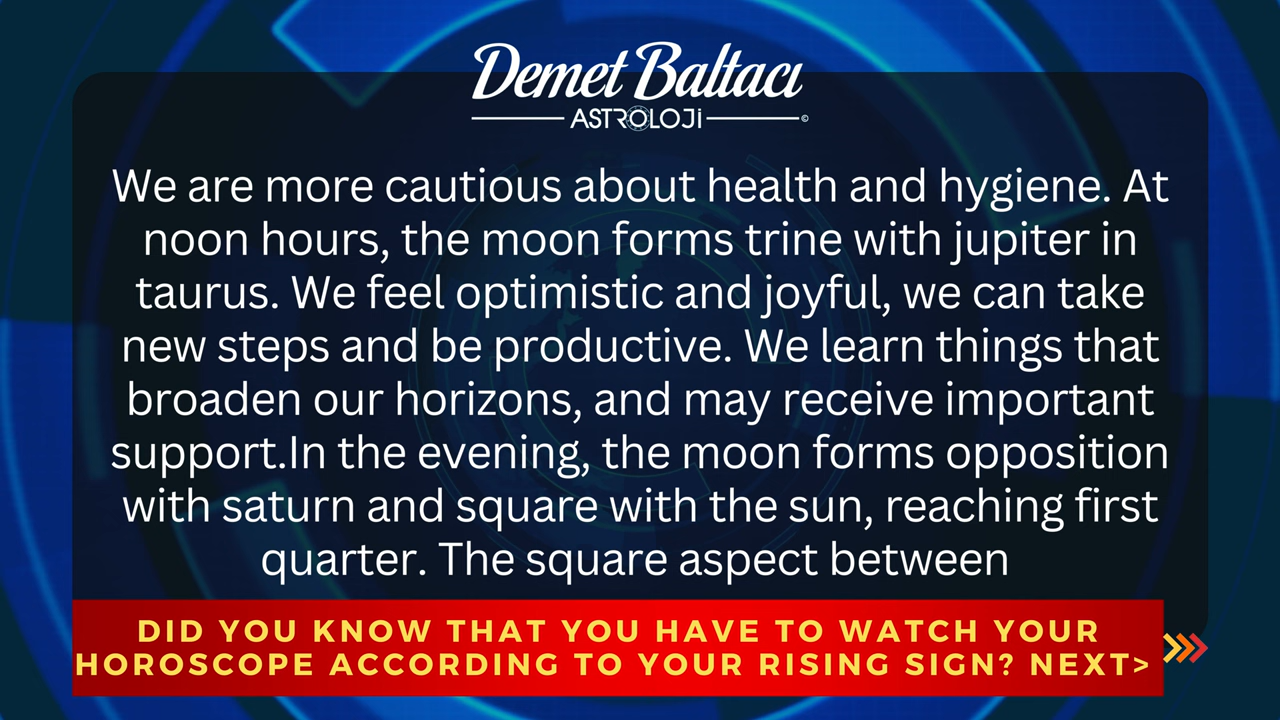 Demet Baltacı
ASTROLOJi
©
We are more cautious about health and hygiene. At
noon hours, the moon forms trine with jupiter in
taurus. We feel optimistic and joyful, we can take
new steps and be productive. We learn things that
broaden our horizons, and may receive important
support.In the evening, the moon forms opposition
with saturn and square with the sun, reaching first
quarter. The square aspect between
DID YOU KNOW THAT YOU HAVE TO WATCH YOUR
HOROSCOPE ACCORDING TO YOUR RISING SIGN? NEXT>